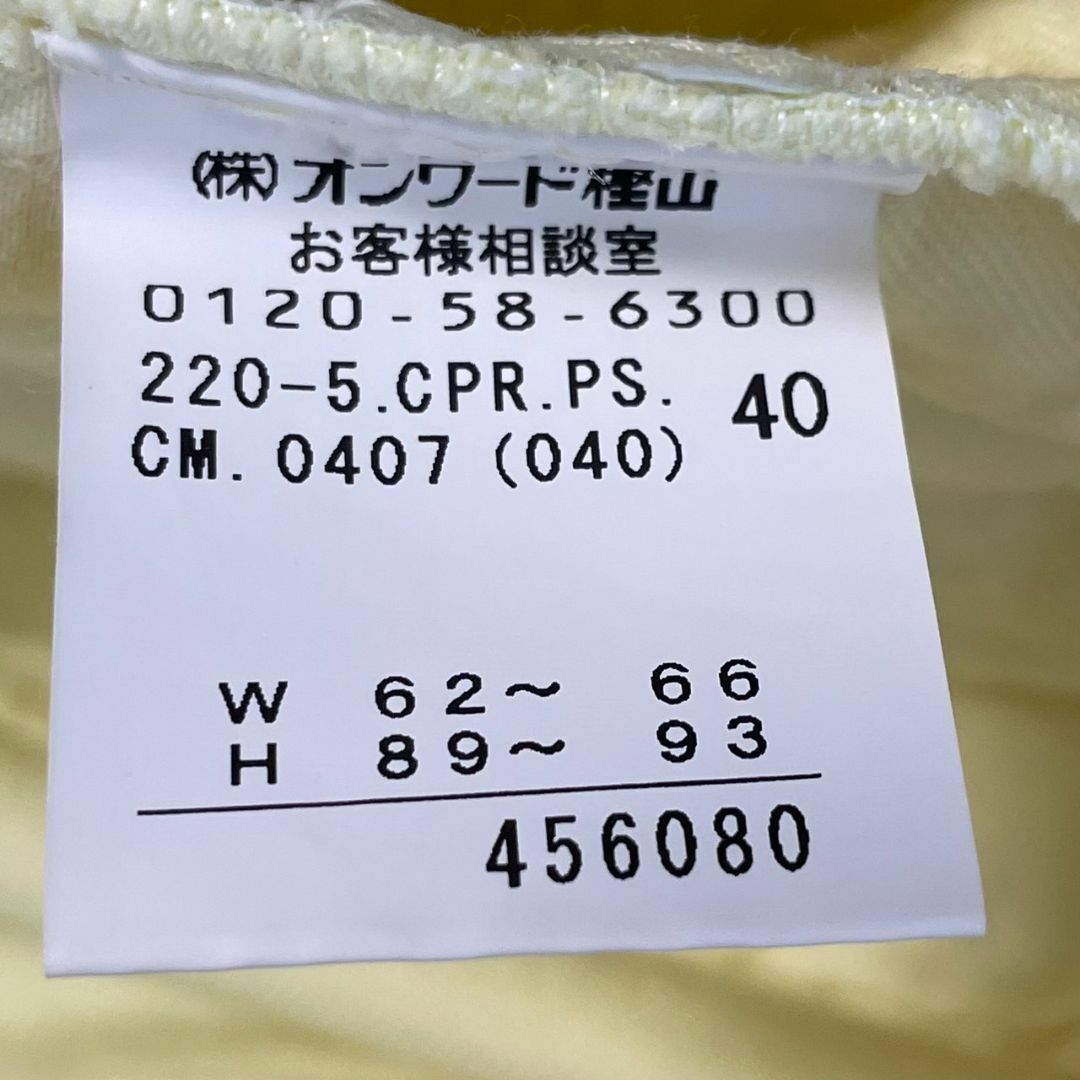 (株)オンワード樫山
お客様相談室
0120-58-6300
220-5.CPR.PS. 40
CM. 0407 (040)
W 62~ 66
H 89~ 93
456080